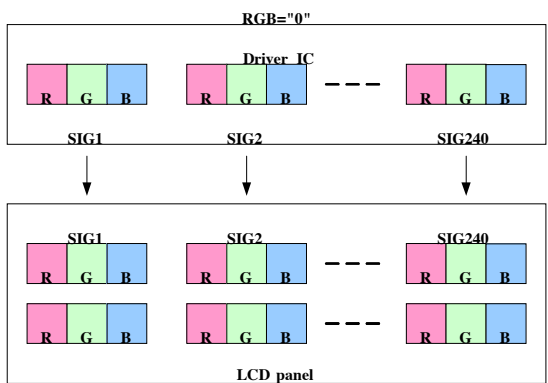 RGB="0"
Driver IC
R G B R G B R G B
SIG1 SIG2 SIG240
SIG1 SIG2 SIG240
R G B R G B R G B
R G B R G B R G B
LCD panel